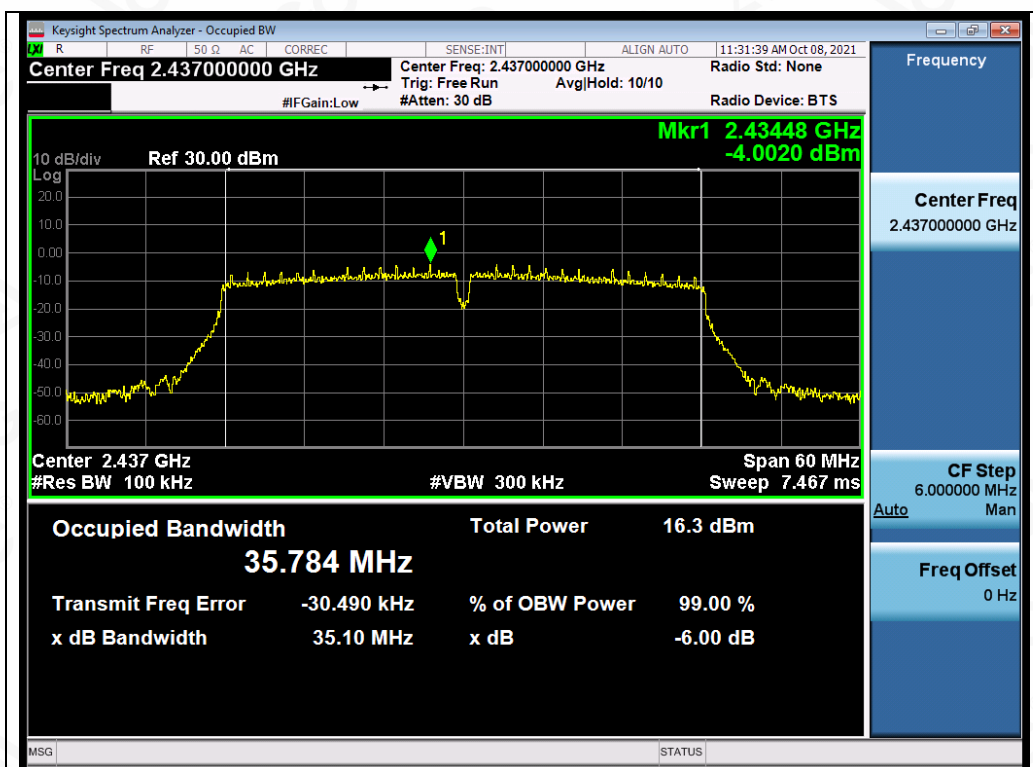 Keysight Spectrum Analyzer - Occupied BW
LXI R RF 50 Ω AC CORREC SENSE:INT ALIGN AUTO 11:31:39 AM Oct 08, 2021
Center Freq 2.437000000 GHz
Center Freq: 2.437000000 GHz Radio Std: None
Trig: Free Run Avg|Hold: 10/10
#IFGain:Low #Atten: 30 dB Radio Device: BTS
Mkr1 2.43448 GHz
-4.0020 dBm
10 dB/div Ref 30.00 dBm
Log
20.0
10.0
0.00
-10.0
-20.0
-30.0
-40.0
-50.0
-60.0
1
Center 2.437 GHz Span 60 MHz
#Res BW 100 kHz #VBW 300 kHz Sweep 7.467 ms
Occupied Bandwidth Total Power 16.3 dBm
35.784 MHz
Transmit Freq Error -30.490 kHz % of OBW Power 99.00 %
x dB Bandwidth 35.10 MHz x dB -6.00 dB
MSG STATUS
Frequency
Center Freq
2.437000000 GHz
CF Step
6.000000 MHz
Auto Man
Freq Offset
0 Hz